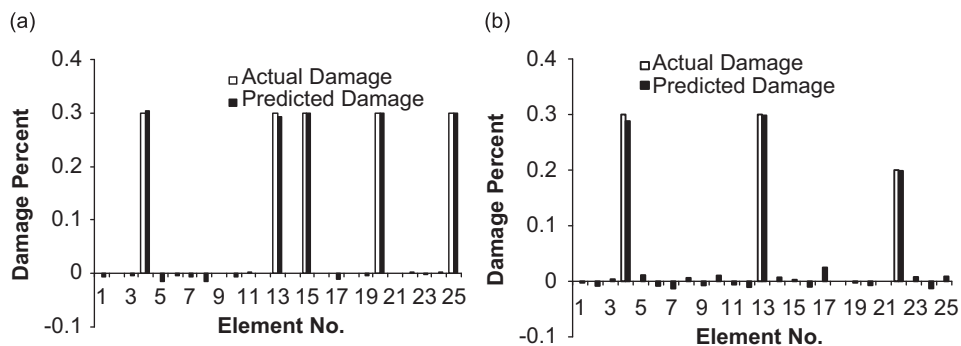 (a)
0.4
0.3
0.2
0.1
0
-0.1
Damage Percent
Actual Damage
Predicted Damage
1 3 5 7 9 11 13 15 17 19 21 23 25
Element No.
(b)
0.4
0.3
0.2
0.1
0
-0.1
Damage Percent
Actual Damage
Predicted Damage
1 3 5 7 9 11 13 15 17 19 21 23 25
Element No.